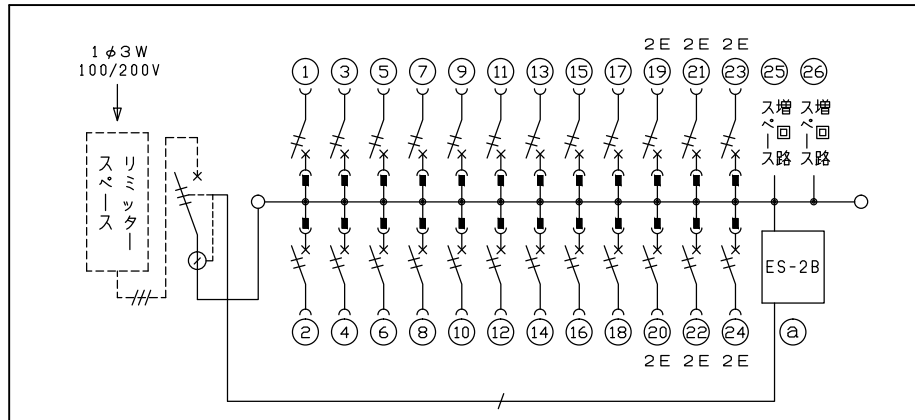 1φ3W
100/200V
リミッター
スペース
2E 2E 2E
1 3 5 7 9 11 13 15 17 19 21 23 25 26
増回路
スペース
増回路
スペース
ES-2B
2 4 6 8 10 12 14 16 18 20 22 24 a
2E 2E 2E